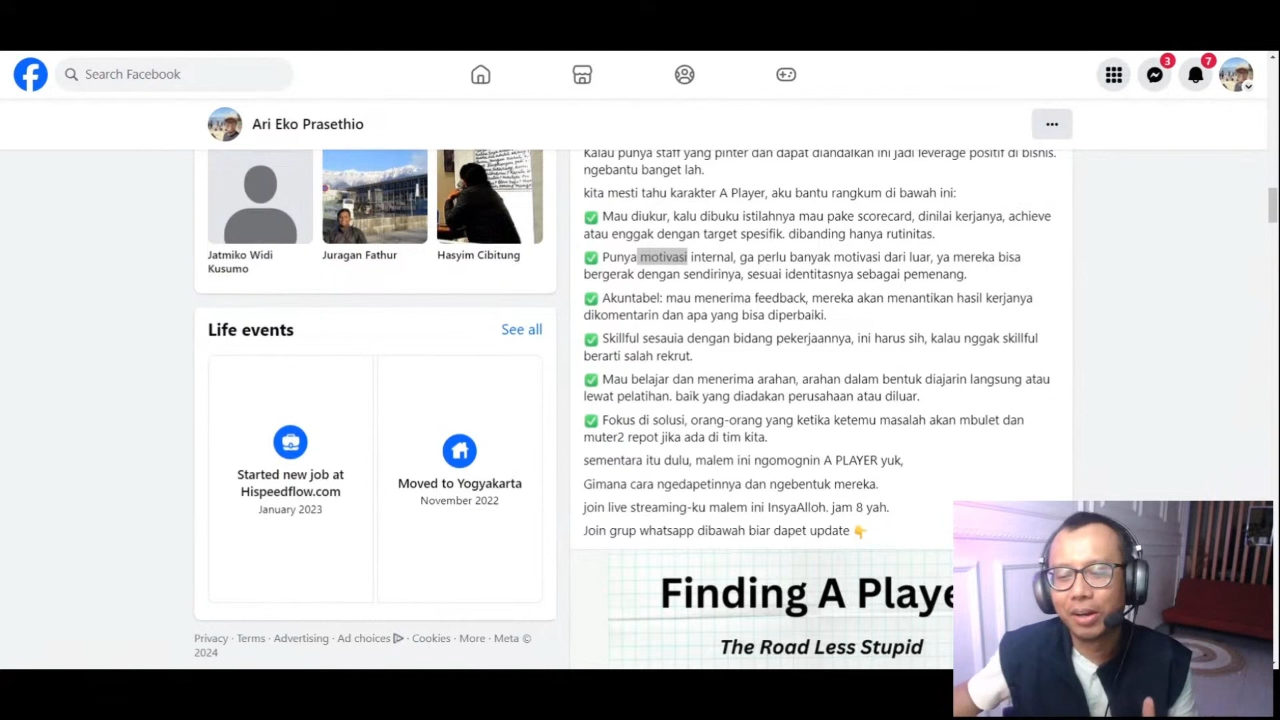 Search Facebook
3
7
Ari Eko Prasethio
Jatmiko Widi
Kusumo
Juragan Fathur
Hasyim Cibitung
Life events
See all
Started new job at
Hispeedflow.com
January 2023
Moved to Yogyakarta
November 2022
Privacy · Terms · Advertising · Ad choices · Cookies · More · Meta ©
2024
Kalau punya staff yang pinter dan dapat diandalkan ini jadi leverage positif di bisnis.
ngebantu banget lah.
kita mesti tahu karakter A Player, aku bantu rangkum di bawah ini:
✅ Mau diukur, kalu dibuku istilahnya mau pake scorecard, dinilai kerjanya, achieve
atau enggak dengan target spesifik. dibanding hanya rutinitas.
✅ Punya motivasi internal, ga perlu banyak motivasi dari luar, ya mereka bisa
bergerak dengan sendirinya, sesuai identitasnya sebagai pemenang.
✅ Akuntabel: mau menerima feedback, mereka akan menantikan hasil kerjanya
dikomentarin dan apa yang bisa diperbaiki.
✅ Skillful sesauia dengan bidang pekerjaannya, ini harus sih, kalau nggak skillful
berarti salah rekrut.
✅ Mau belajar dan menerima arahan, arahan dalam bentuk diajarin langsung atau
lewat pelatihan. baik yang diadakan perusahaan atau diluar.
✅ Fokus di solusi, orang-orang yang ketika ketemu masalah akan mbulet dan
muter2 repot jika ada di tim kita.
sementara itu dulu, malem ini ngomognin A PLAYER yuk,
Gimana cara ngedapetinnya dan ngebentuk mereka.
join live streaming-ku malem ini InsyaAlloh. jam 8 yah.
Join grup whatsapp dibawah biar dapet update 👇
Finding A Playe
The Road Less Stupid